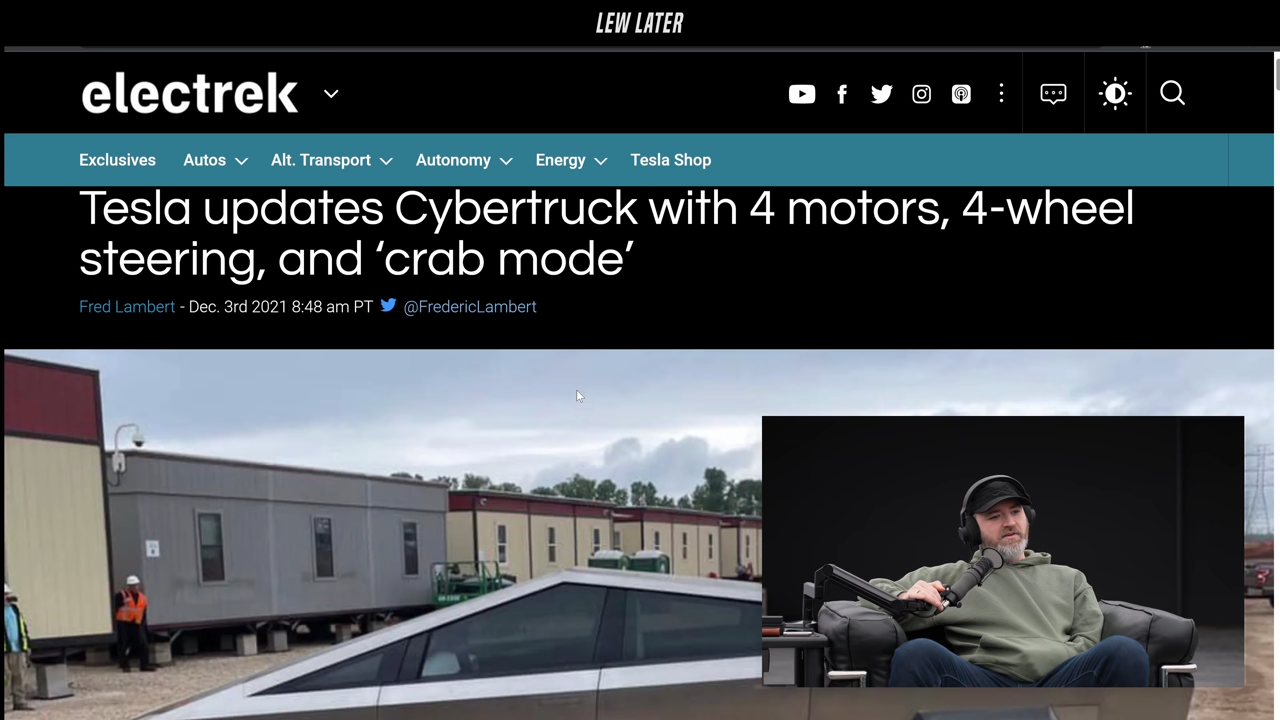 LEW LATER
electrek
Exclusives Autos Alt. Transport Autonomy Energy Tesla Shop
Tesla updates Cybertruck with 4 motors, 4-wheel
steering, and ‘crab mode’
Fred Lambert - Dec. 3rd 2021 8:48 am PT @FredericLambert